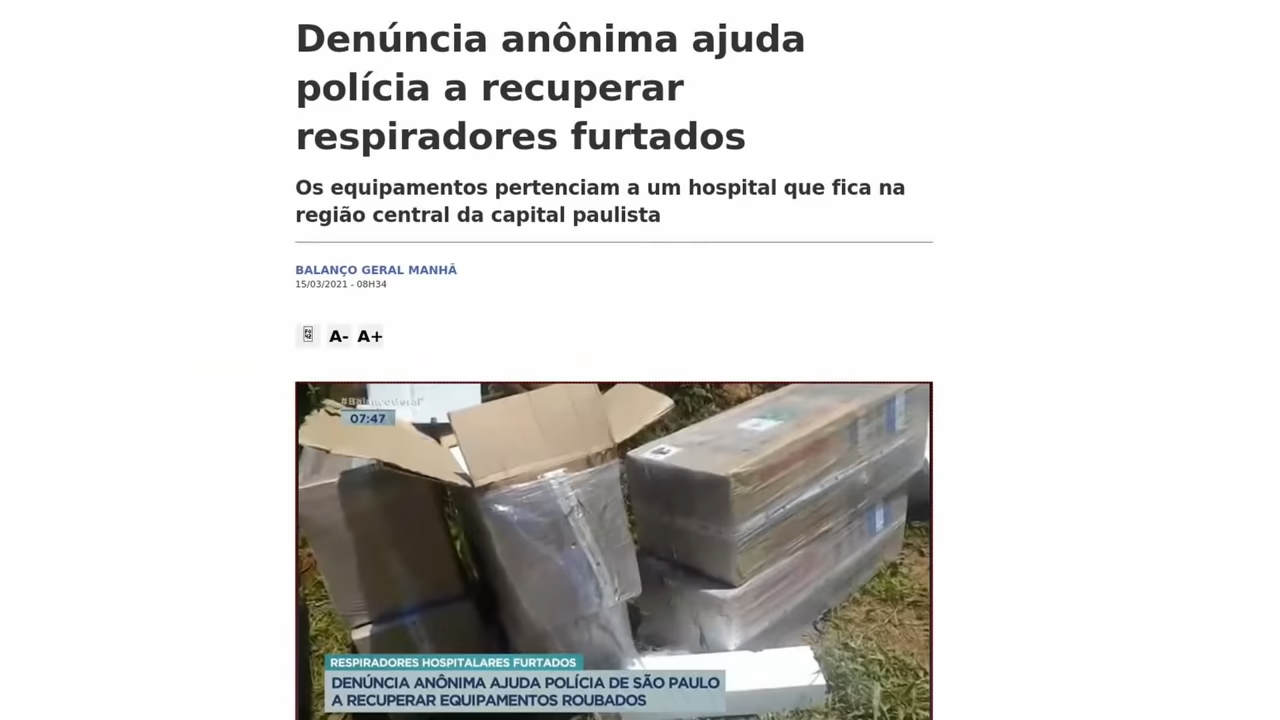 Denúncia anônima ajuda
polícia a recuperar
respiradores furtados
Os equipamentos pertenciam a um hospital que fica na
região central da capital paulista
BALANÇO GERAL MANHÃ
15/03/2021 - 08H34
A- A+
#BalançoGeral
07:47
RESPIRADORES HOSPITALARES FURTADOS
DENÚNCIA ANÔNIMA AJUDA POLÍCIA DE SÃO PAULO
A RECUPERAR EQUIPAMENTOS ROUBADOS